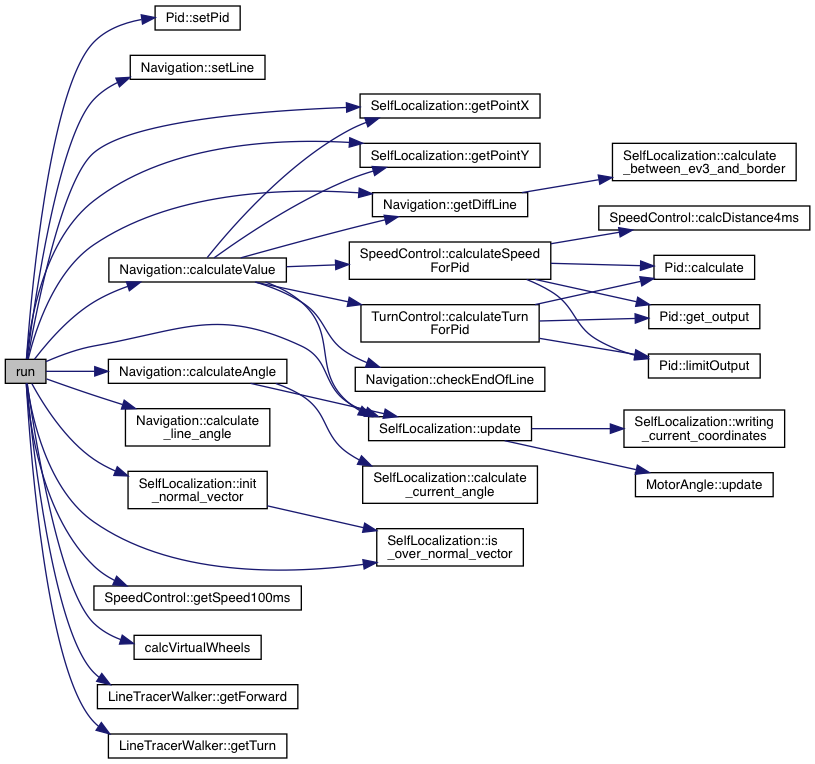 run
Pid::setPid
Navigation::setLine
SelfLocalization::getPointX
SelfLocalization::getPointY
Navigation::getDiffLine
SelfLocalization::calculate
_between_ev3_and_border
Navigation::calculateValue
SpeedControl::calculateSpeed
ForPid
SpeedControl::calcDistance4ms
Pid::calculate
TurnControl::calculateTurn
ForPid
Pid::get_output
Pid::limitOutput
Navigation::checkEndOfLine
Navigation::calculateAngle
SelfLocalization::update
SelfLocalization::writing
_current_coordinates
MotorAngle::update
Navigation::calculate
_line_angle
SelfLocalization::calculate
_current_angle
SelfLocalization::init
_normal_vector
SelfLocalization::is
_over_normal_vector
SpeedControl::getSpeed100ms
calcVirtualWheels
LineTracerWalker::getForward
LineTracerWalker::getTurn